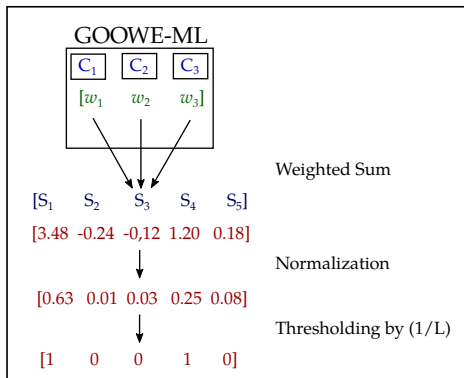 GOOWE-ML
C1 C2 C3
[w1 w2 w3]
Weighted Sum
[S1 S2 S3 S4 S5]
[3.48 -0.24 -0,12 1.20 0.18]
Normalization
[0.63 0.01 0.03 0.25 0.08]
Thresholding by (1/L)
[1 0 0 1 0]